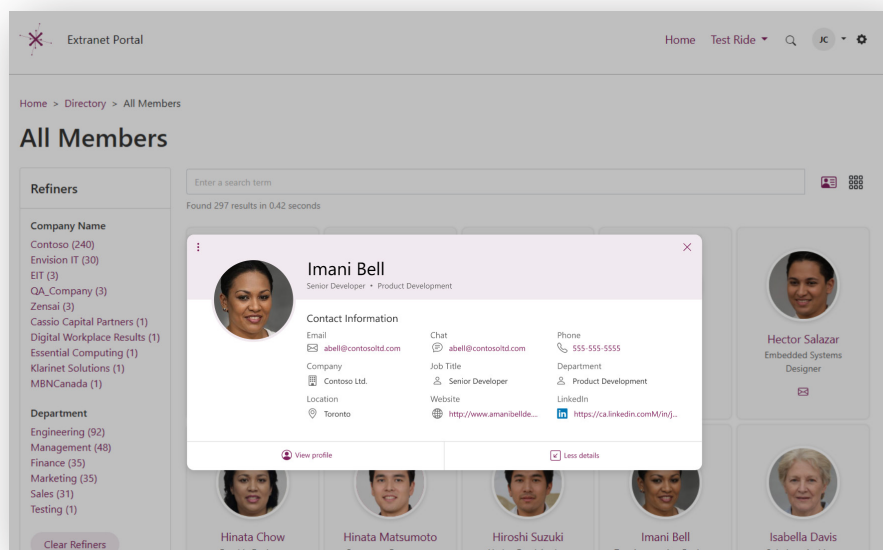 Extranet Portal
Home Test Ride JC
Home > Directory > All Members
All Members
Refiners
Enter a search term
Found 297 results in 0.42 seconds
Company Name
Contoso (240)
Envision IT (30)
EIT (3)
QA_Company (3)
Zensai (3)
Cassio Capital Partners (1)
Digital Workplace Results (1)
Essential Computing (1)
Klarinet Solutions (1)
MBNCanada (1)
Department
Engineering (92)
Management (48)
Finance (35)
Marketing (35)
Sales (31)
Testing (1)
Clear Refiners
Imani Bell
Senior Developer • Product Development
Contact Information
Email
abell@contosoltd.com
Chat
abell@contosoltd.com
Phone
555-555-5555
Company
Contoso Ltd.
Job Title
Senior Developer
Department
Product Development
Location
Toronto
Website
http://www.amanibellde...
LinkedIn
https://ca.linkedin.comM/in/j...
View profile
Less details
Hector Salazar
Embedded Systems
Designer
Hinata Chow
Hinata Matsumoto
Hiroshi Suzuki
Imani Bell
Isabella Davis